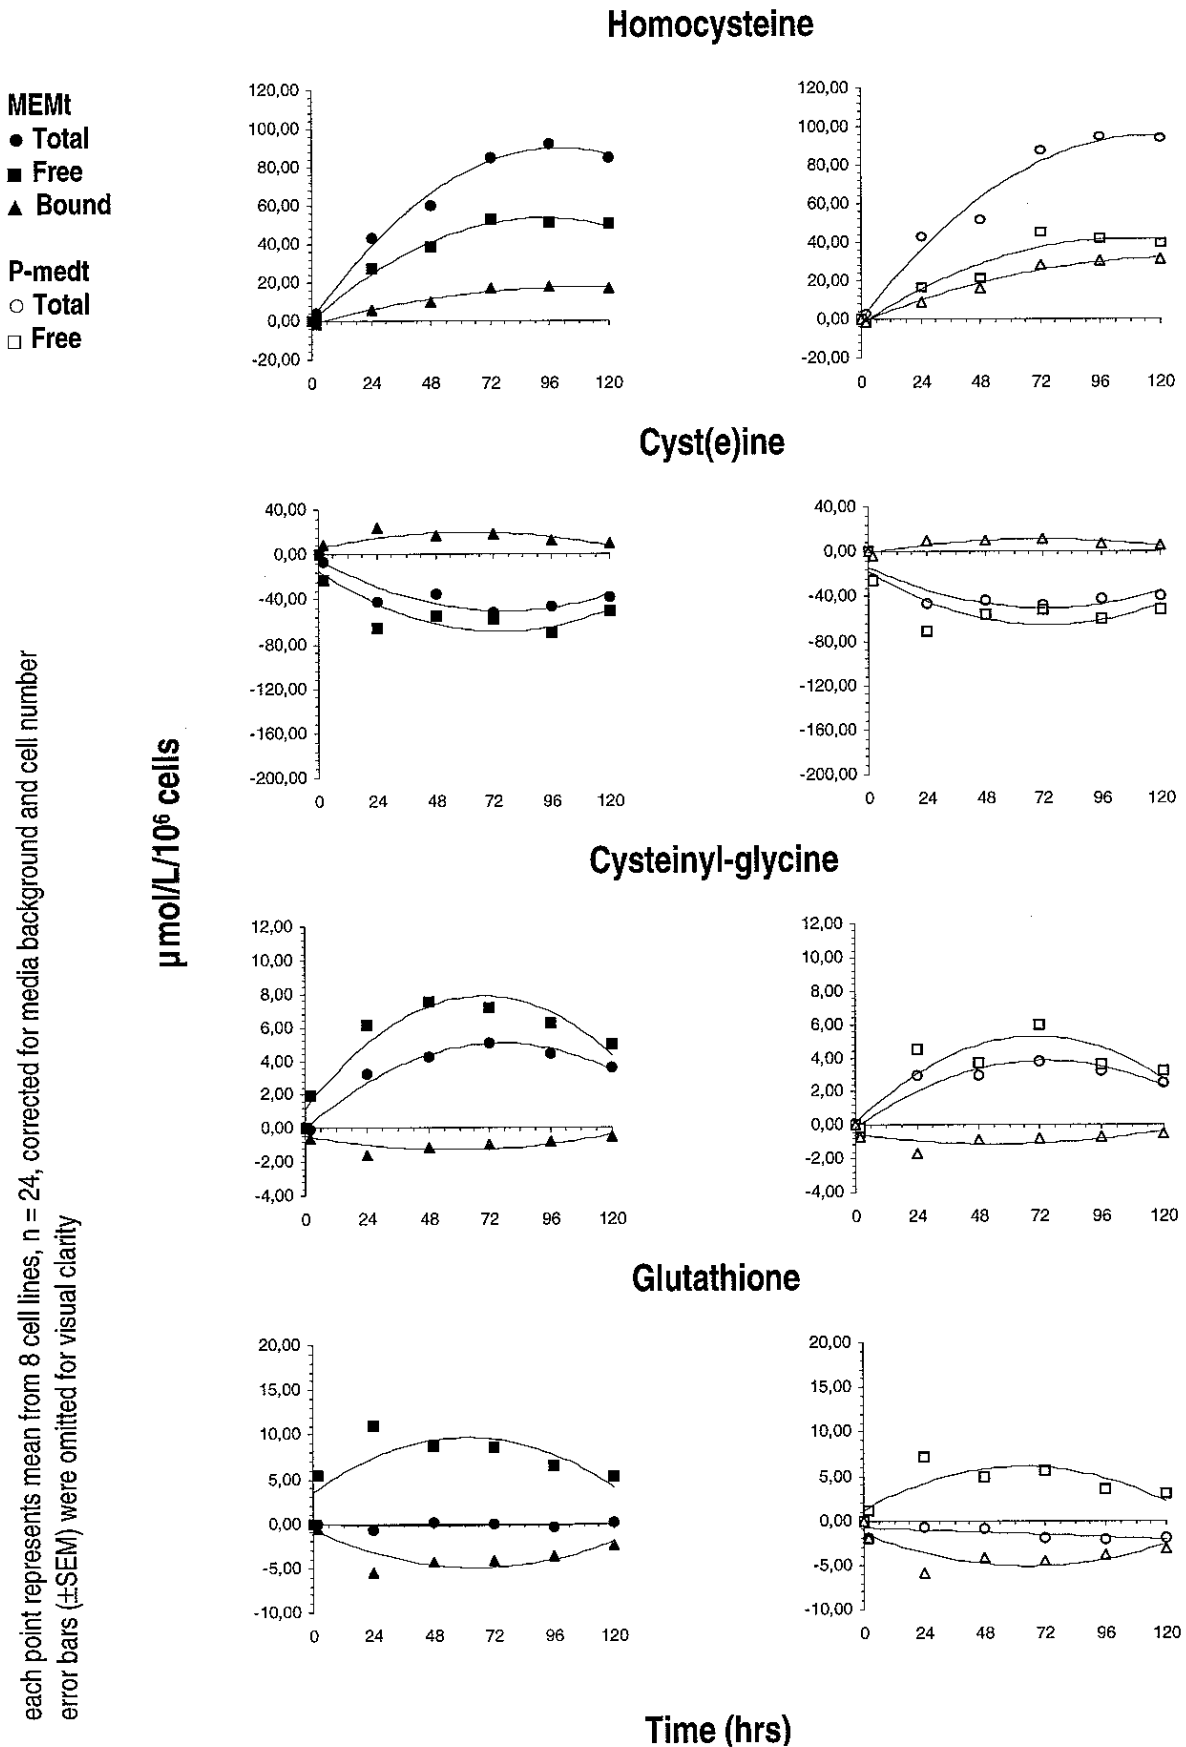 Homocysteine
MEMt
● Total
■ Free
▲ Bound
P-medt
○ Total
□ Free
120,00
100,00
80,00
60,00
40,00
20,00
0,00
-20,00
0 24 48 72 96 120
120,00
100,00
80,00
60,00
40,00
20,00
0,00
-20,00
0 24 48 72 96 120
Cyst(e)ine
40,00
0,00
-40,00
-80,00
-120,00
-160,00
-200,00
0 24 48 72 96 120
40,00
0,00
-40,00
-80,00
-120,00
-160,00
-200,00
0 24 48 72 96 120
Cysteinyl-glycine
12,00
10,00
8,00
6,00
4,00
2,00
0,00
-2,00
-4,00
0 24 48 72 96 120
12,00
10,00
8,00
6,00
4,00
2,00
0,00
-2,00
-4,00
0 24 48 72 96 120
Glutathione
20,00
15,00
10,00
5,00
0,00
-5,00
-10,00
0 24 48 72 96 120
20,00
15,00
10,00
5,00
0,00
-5,00
-10,00
0 24 48 72 96 120
Time (hrs)
µmol/L/10⁶ cells
each point represents mean from 8 cell lines, n = 24, corrected for media background and cell number
error bars (±SEM) were omitted for visual clarity